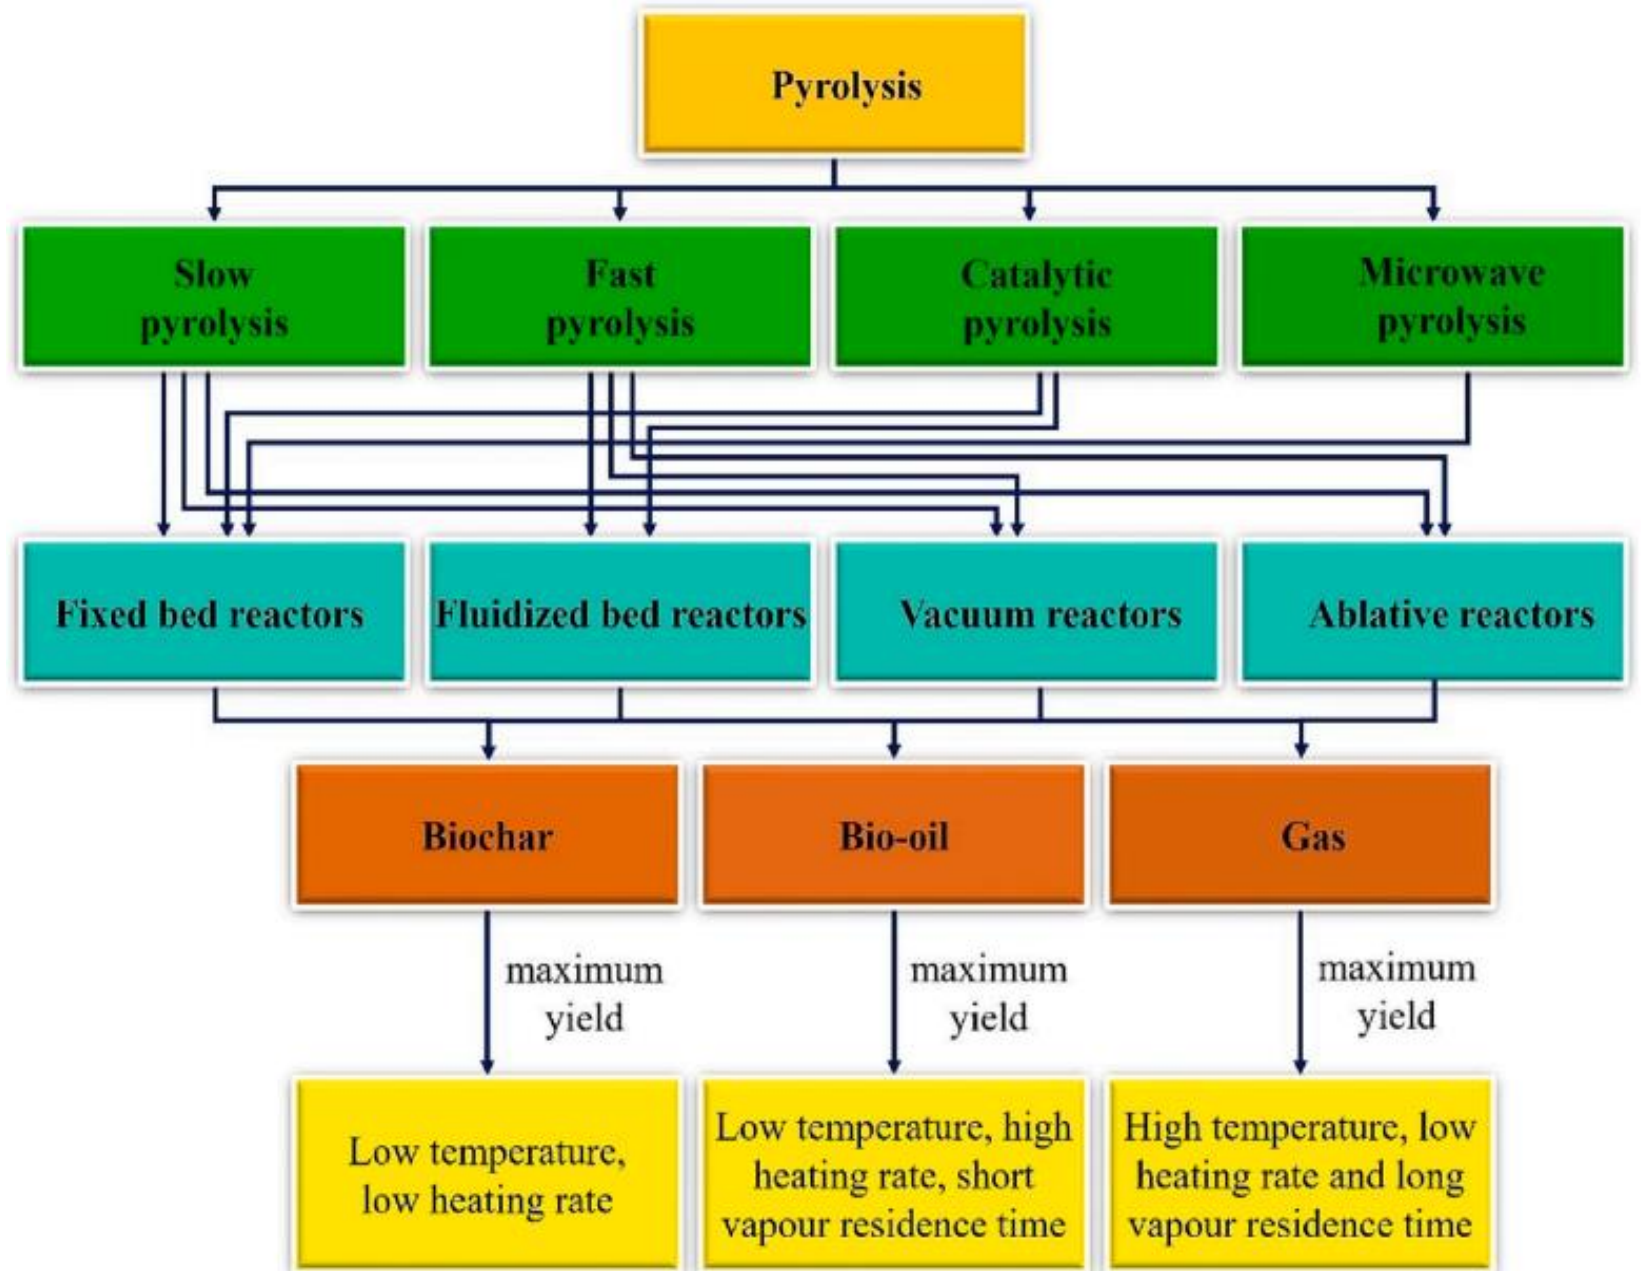 Pyrolysis
Slow
pyrolysis
Fast
pyrolysis
Catalytic
pyrolysis
Microwave
pyrolysis
Fixed bed reactors
Fluidized bed reactors
Vacuum reactors
Ablative reactors
Biochar
Bio-oil
Gas
maximum
yield
maximum
yield
maximum
yield
Low temperature,
low heating rate
Low temperature, high
heating rate, short
vapour residence time
High temperature, low
heating rate and long
vapour residence time